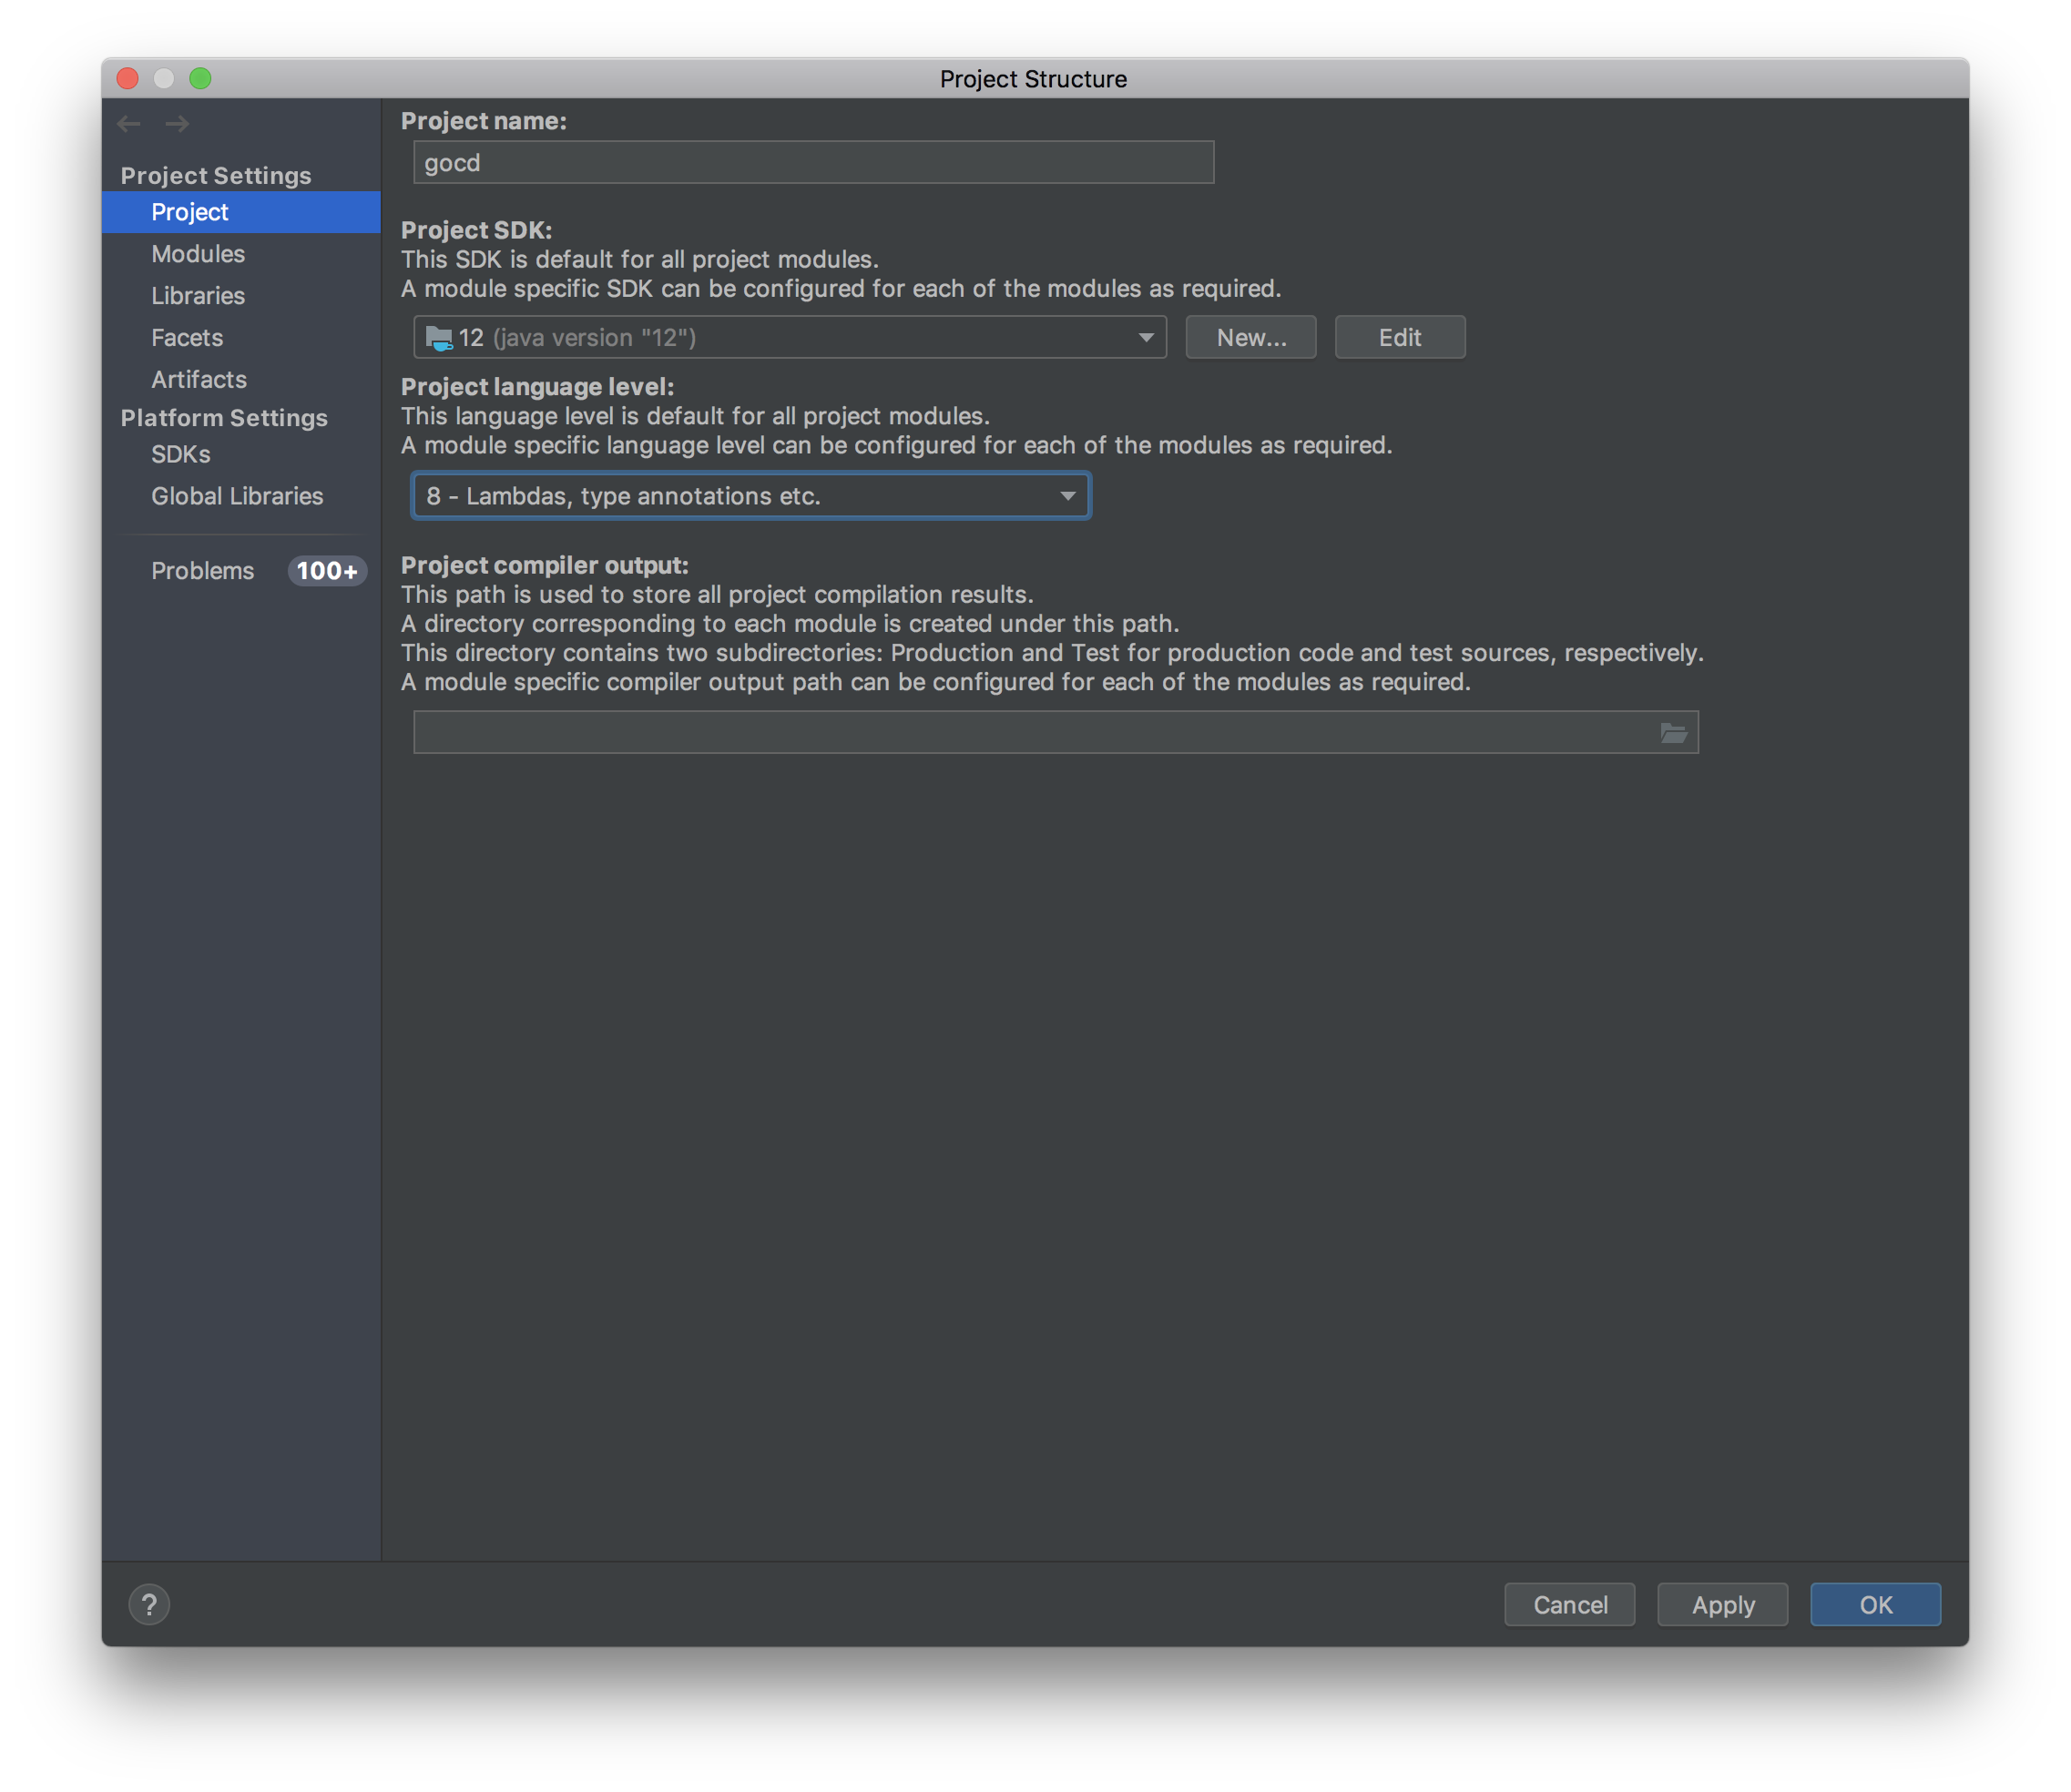 Project Structure
Project Settings
Project
Modules
Libraries
Facets
Artifacts
Platform Settings
SDKs
Global Libraries
Problems 100+
Project name:
gocd
Project SDK:
This SDK is default for all project modules.
A module specific SDK can be configured for each of the modules as required.
12 (java version "12") New... Edit
Project language level:
This language level is default for all project modules.
A module specific language level can be configured for each of the modules as required.
8 - Lambdas, type annotations etc.
Project compiler output:
This path is used to store all project compilation results.
A directory corresponding to each module is created under this path.
This directory contains two subdirectories: Production and Test for production code and test sources, respectively.
A module specific compiler output path can be configured for each of the modules as required.
? Cancel Apply OK